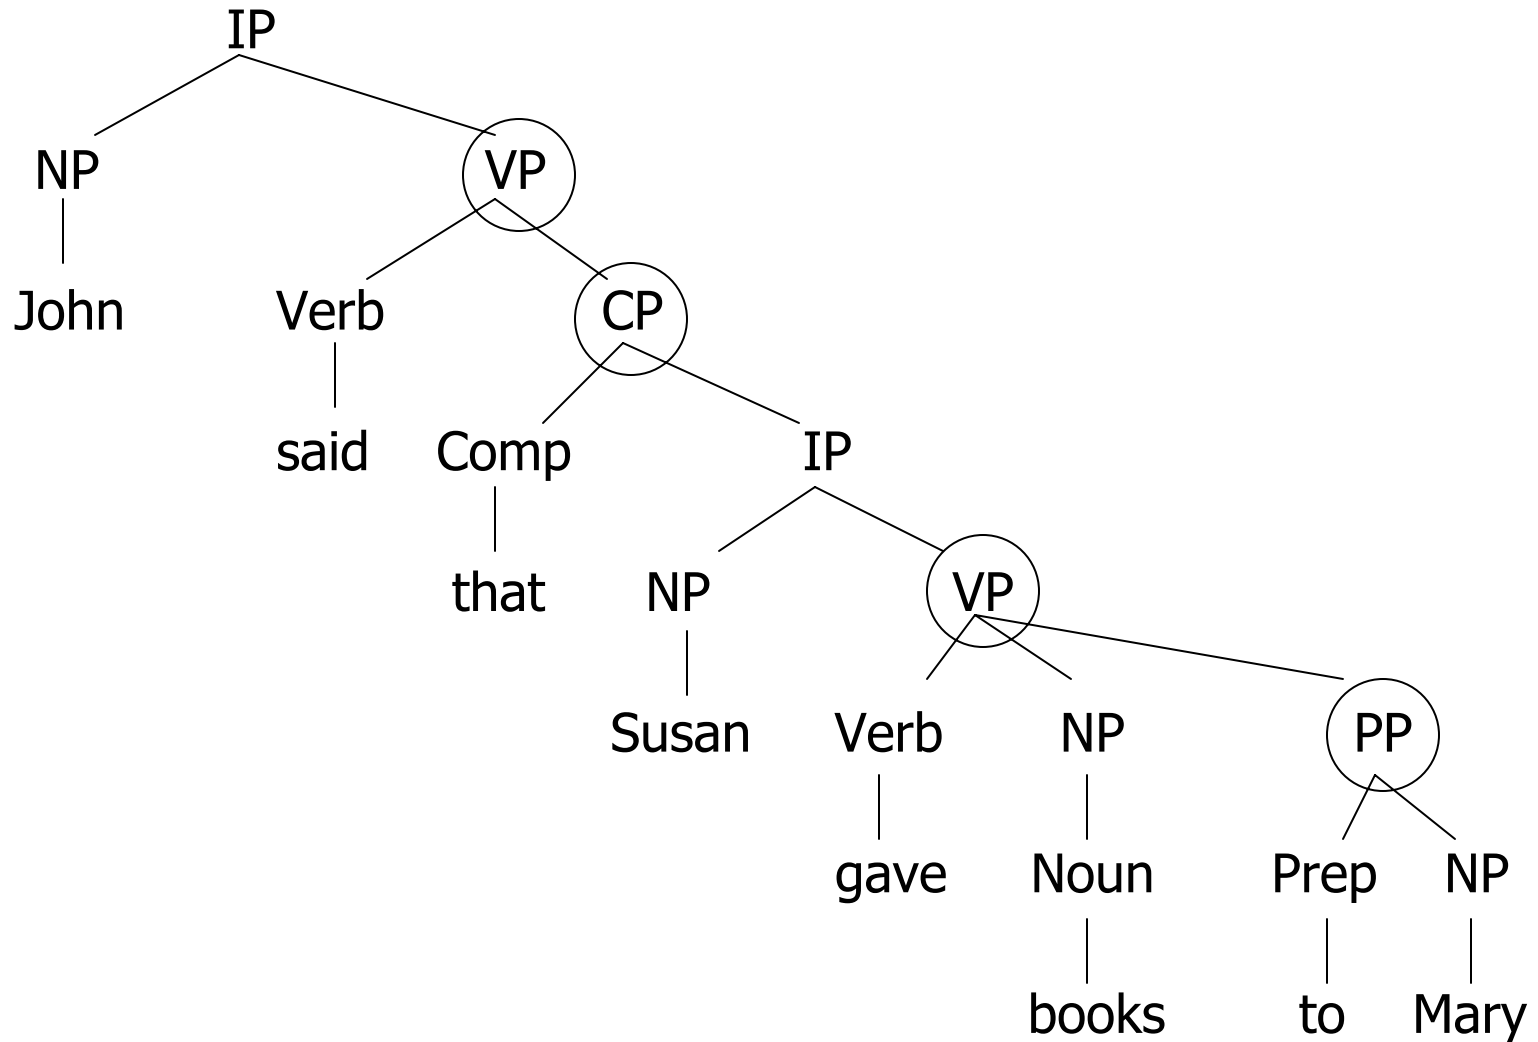 IP
NP VP
John Verb CP
said Comp IP
that NP VP
Susan Verb NP PP
gave Noun Prep NP
books to Mary